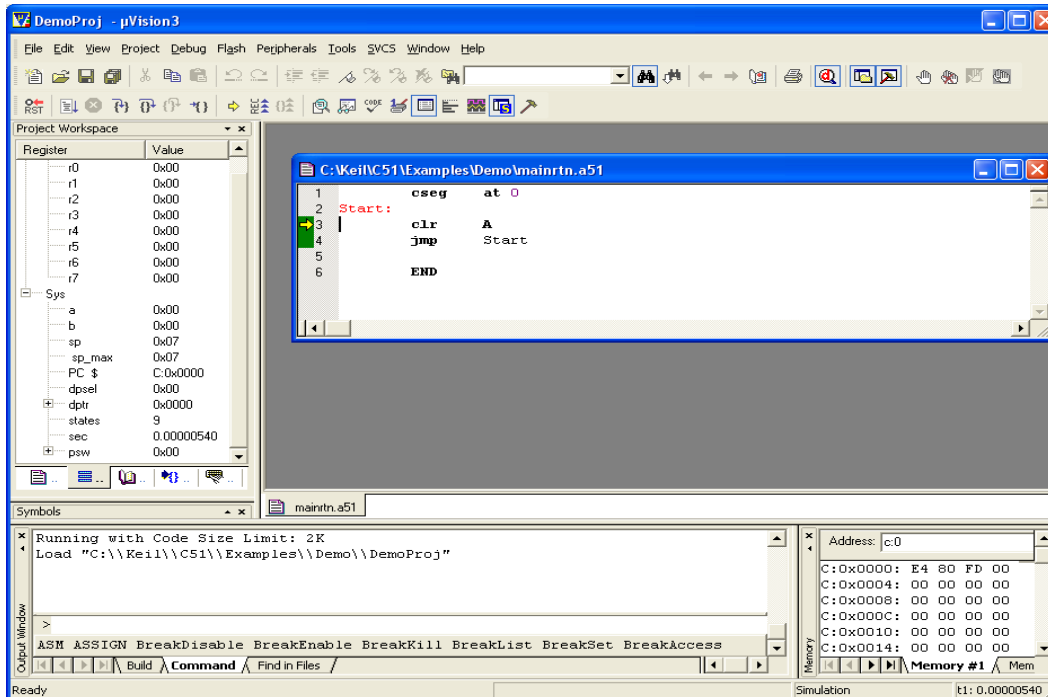 DemoProj - µVision3
File Edit View Project Debug Flash Peripherals Tools SVCS Window Help
RST
CODE
Project Workspace
Register Value
r0 0x00
r1 0x00
r2 0x00
r3 0x00
r4 0x00
r5 0x00
r6 0x00
r7 0x00
Sys
a 0x00
b 0x00
sp 0x07
sp_max 0x07
PC $ C:0x0000
dpsel 0x00
dptr 0x0000
states 9
sec 0.00000540
psw 0x00
Symbols
C:\Keil\C51\Examples\Demo\mainrtn.a51
1 cseg at 0
2 Start:
3 clr A
4 jmp Start
5
6 END
mainrtn.a51
Running with Code Size Limit: 2K
Load "C:\\Keil\\C51\\Examples\\Demo\\DemoProj"
>
ASM ASSIGN BreakDisable BreakEnable BreakKill BreakList BreakSet BreakAccess
Build Command Find in Files
Output Window
Address: c:0
C:0x0000: E4 80 FD 00
C:0x0004: 00 00 00 00
C:0x0008: 00 00 00 00
C:0x000C: 00 00 00 00
C:0x0010: 00 00 00 00
C:0x0014: 00 00 00 00
Memory #1 Mem
Memory
Ready Simulation t1: 0.00000540